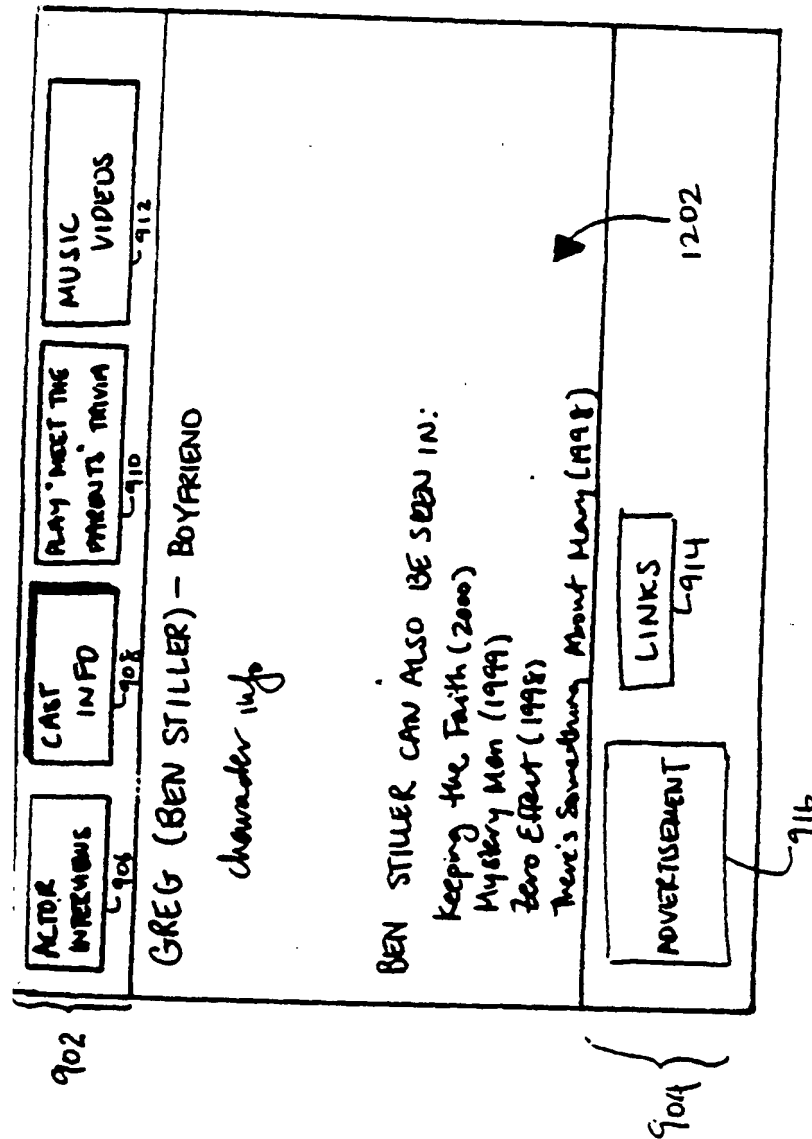 902
ACTOR
INTERVIEWS
906
CAST
INFO
908
PLAY "MEET THE
PARENTS" TRIVIA
910
MUSIC
VIDEOS
912
GREG (BEN STILLER) – BOYFRIEND
character info
BEN STILLER CAN ALSO BE SEEN IN:
Keeping the Faith (2000)
Mystery Men (1999)
Zero Effect (1998)
There's Something About Mary (1998)
1202
904
ADVERTISEMENT
916
LINKS
914